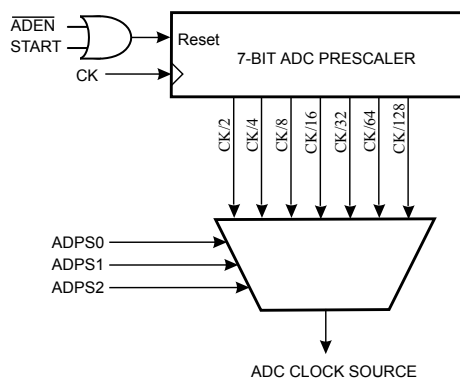 ADEN
START
Reset
7-BIT ADC PRESCALER
CK
CK/2
CK/4
CK/8
CK/16
CK/32
CK/64
CK/128
ADPS0
ADPS1
ADPS2
ADC CLOCK SOURCE